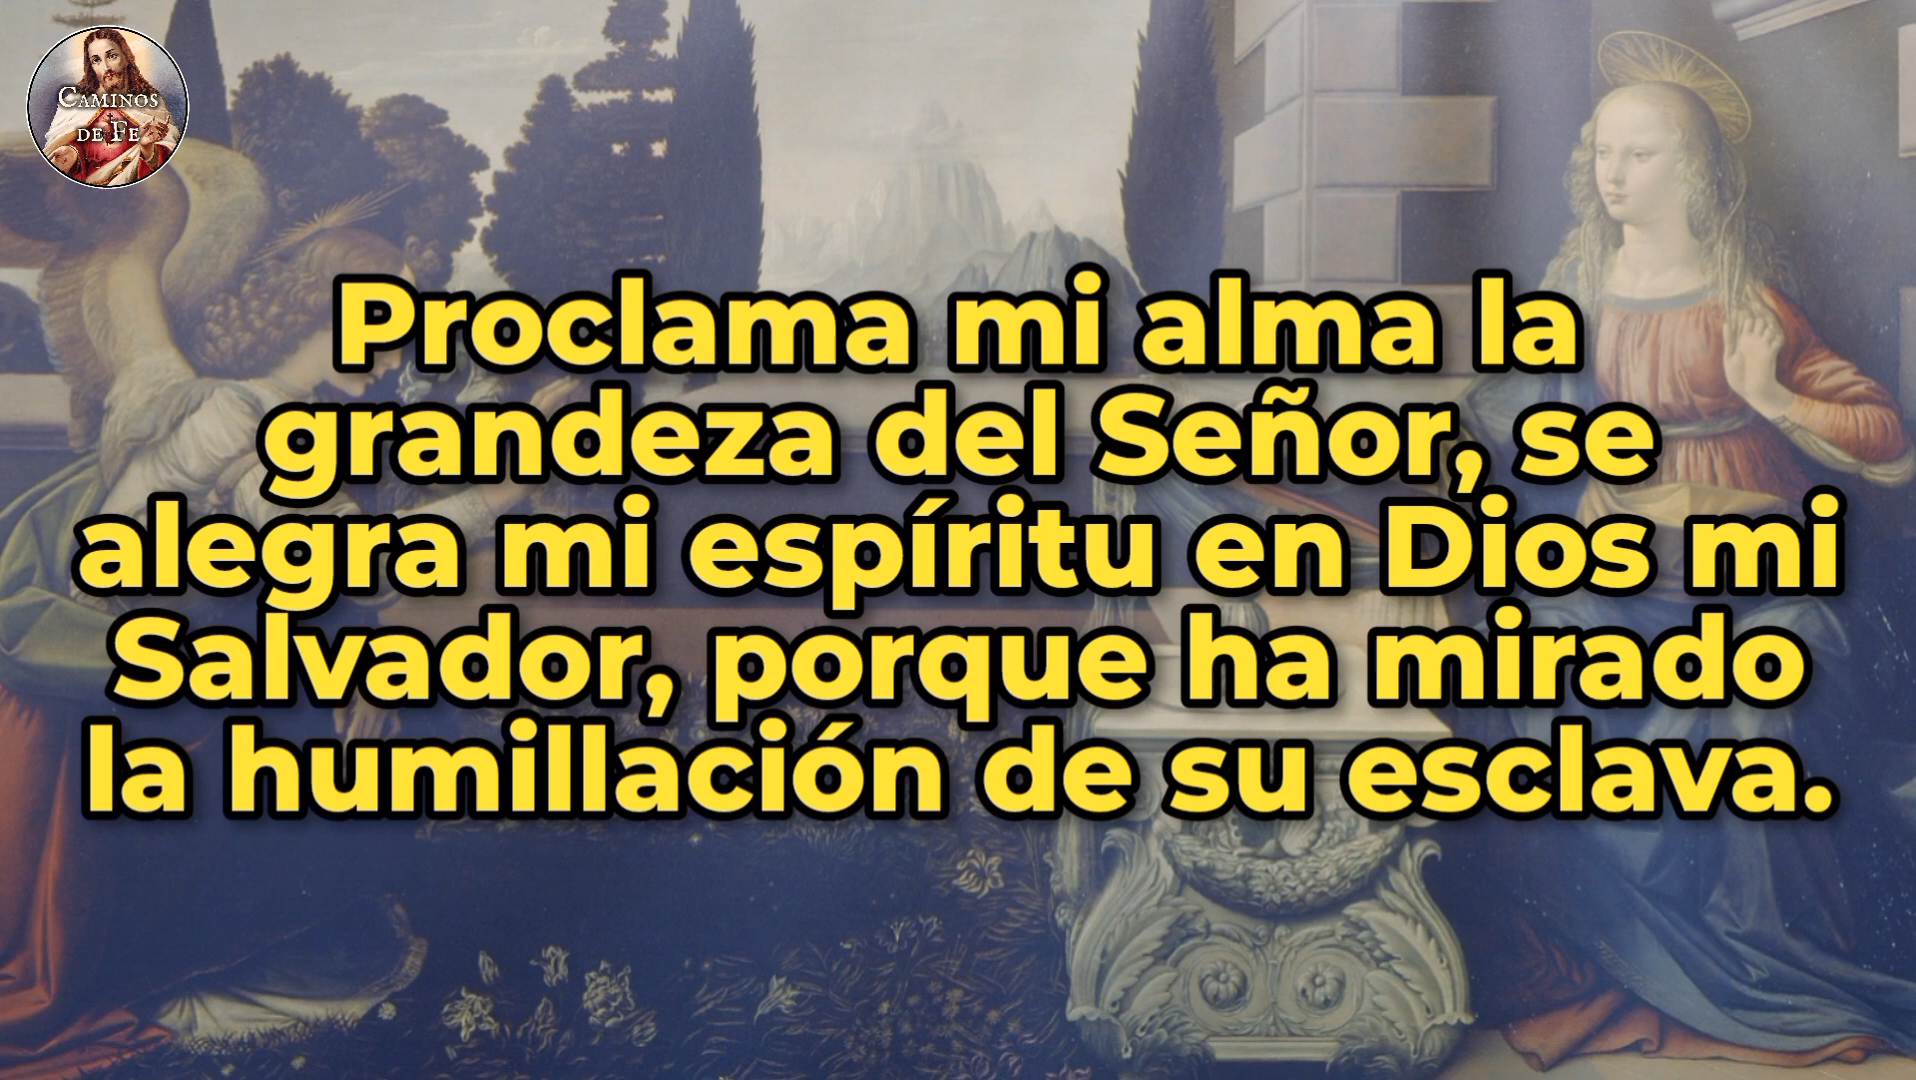 CAMINOS
DE FE
Proclama mi alma la
grandeza del Señor, se
alegra mi espíritu en Dios mi
Salvador, porque ha mirado
la humillación de su esclava.